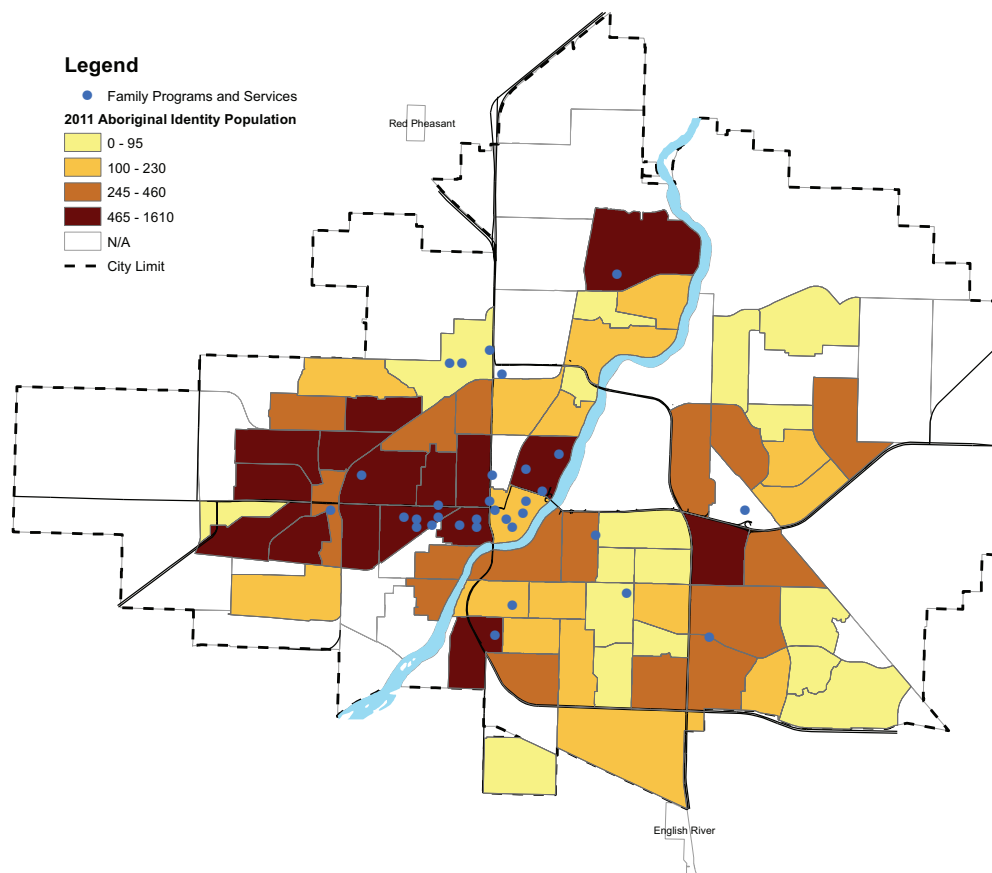 Legend
Family Programs and Services
2011 Aboriginal Identity Population
0 - 95
100 - 230
245 - 460
465 - 1610
N/A
City Limit
Red Pheasant
English River